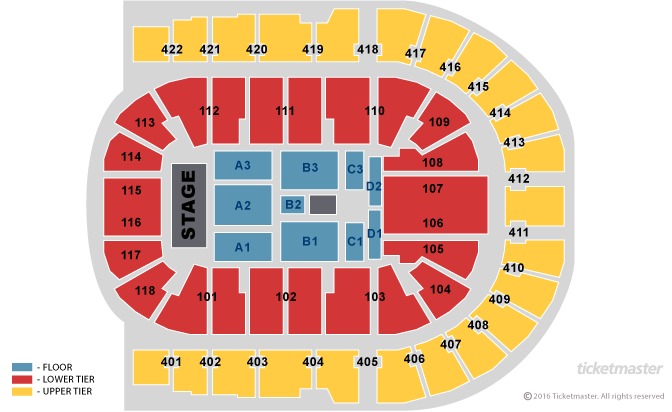 422 421 420 419 418 417
416
415
414
413
412
411
410
409
408
407
401 402 403 404 405 406
112 111 110
113 109
114 108
115 107
116 106
117 105
118 104
101 102 103
STAGE
A3 B3 C3
D2
A2 B2
A1 B1 C1 D1
- FLOOR
- LOWER TIER
- UPPER TIER
ticketmaster
© 2016 Ticketmaster. All rights reserved